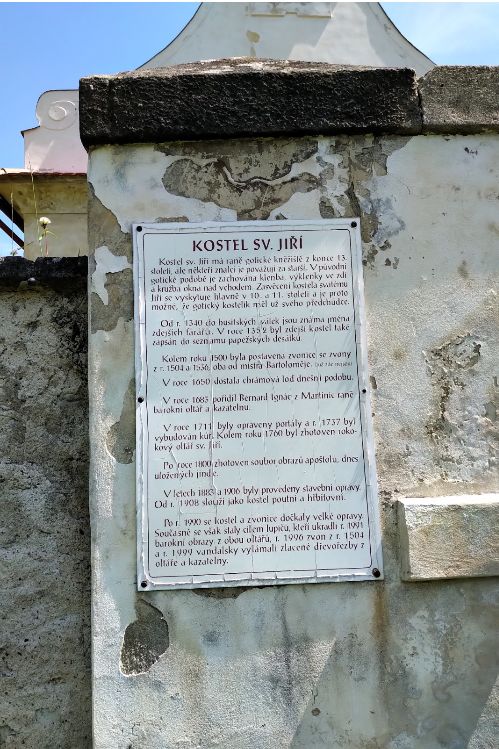 KOSTEL SV. JIŘÍ
Kostel sv. Jiří má raně gotické kněžiště z konce 13.
století, ale někteří znalci je považují za starší. V původní
gotické podobě je zachována klenba, výklenky ve zdi
a kružba okna nad vchodem. Zasvěcení kostela svatému
Jiří se vyskytuje hlavně v 10. a 11. století a je proto
možné, že gotický kostelík měl už svého předchůdce.
Od r. 1340 do husitských válek jsou známa jména
zdejších farářů. V roce 1352 byl zdejší kostel také
zapsán do seznamu papežských desátků.
Kolem roku 1500 byla postavena zvonice se zvony
z r. 1504 a 1536, oba od mistra Bartoloměje.
V roce 1650 dostala chrámová loď dnešní podobu.
V roce 1685 pořídil Bernard Ignác z Martinic raně
barokní oltář a kazatelnu.
V roce 1711 byly opraveny portály a r. 1737 byl
vybudován kůr. Kolem roku 1760 byl zhotoven roko-
kový oltář sv. Jiří.
Po roce 1800 zhotoven soubor obrazů apoštolů, dnes
uložených jinde.
V letech 1883 a 1906 byly provedeny stavební opravy.
Od r. 1908 slouží jako kostel poutní a hřbitovní.
Po r. 1990 se kostel a zvonice dočkaly velké opravy.
Současně se však staly cílem lupičů, kteří ukradli r. 1991
barokní obrazy z obou oltářů, r. 1996 zvon z r. 1504
a r. 1999 vandalsky vylámali zlacené dřevořezby z
oltáře a kazatelny.